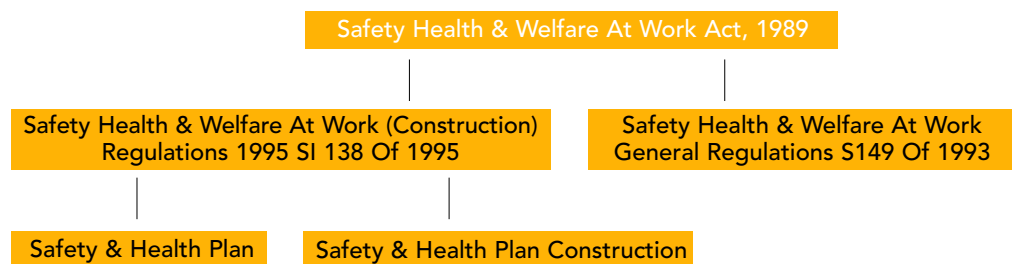 Safety Health & Welfare At Work Act, 1989
Safety Health & Welfare At Work (Construction)
Regulations 1995 SI 138 Of 1995
Safety Health & Welfare At Work
General Regulations S149 Of 1993
Safety & Health Plan
Safety & Health Plan Construction